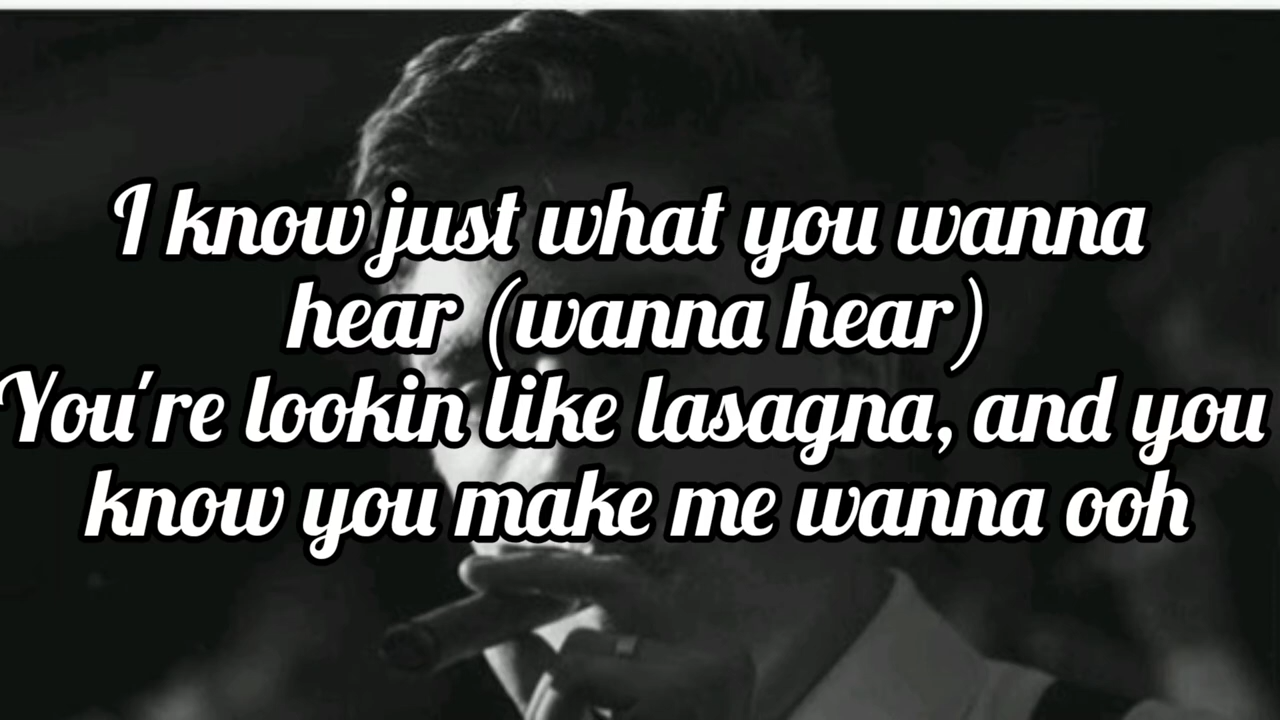 I know just what you wanna
hear (wanna hear)
You're lookin like lasagna, and you
know you make me wanna ooh